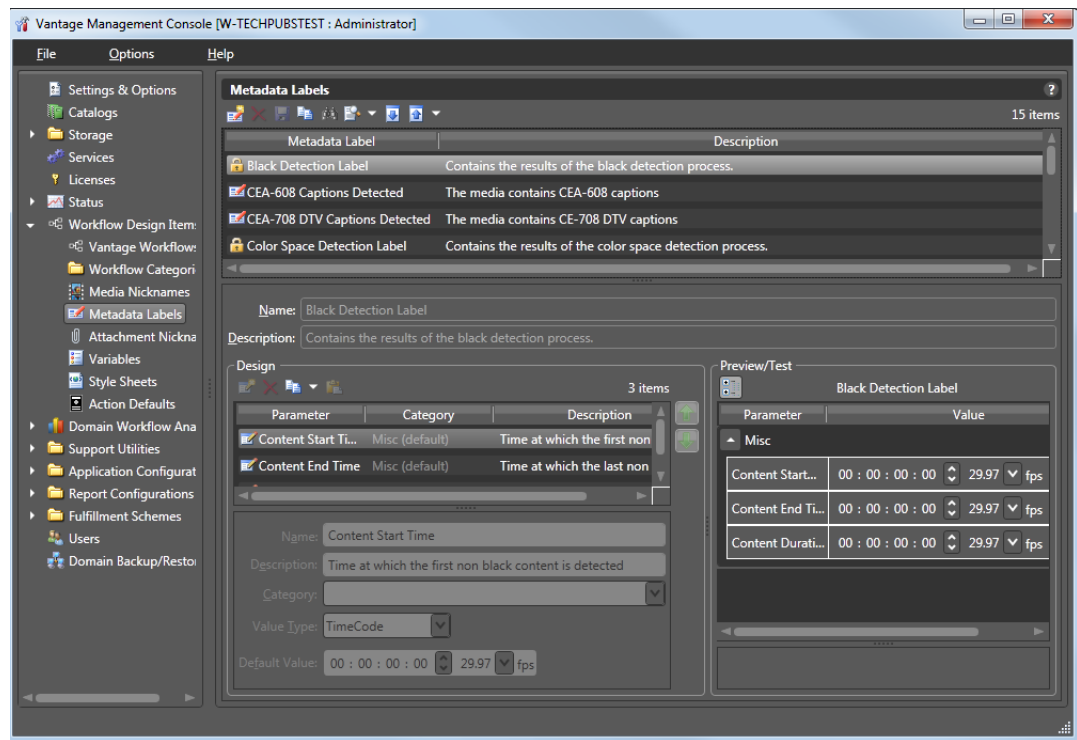 Vantage Management Console [W-TECHPUBSTEST : Administrator]
File Options Help
Settings & Options
Catalogs
Storage
Services
Licenses
Status
Workflow Design Item
Vantage Workflow
Workflow Categori
Media Nicknames
Metadata Labels
Attachment Nickna
Variables
Style Sheets
Action Defaults
Domain Workflow Ana
Support Utilities
Application Configurat
Report Configurations
Fulfillment Schemes
Users
Domain Backup/Restor
Metadata Labels ?
15 items
Metadata Label Description
Black Detection Label Contains the results of the black detection process.
CEA-608 Captions Detected The media contains CEA-608 captions
CEA-708 DTV Captions Detected The media contains CE-708 DTV captions
Color Space Detection Label Contains the results of the color space detection process.
Name: Black Detection Label
Description: Contains the results of the black detection process.
Design
3 items
Parameter Category Description
Content Start Ti... Misc (default) Time at which the first non
Content End Time Misc (default) Time at which the last non
Name: Content Start Time
Description: Time at which the first non black content is detected
Category:
Value Type: TimeCode
Default Value: 00 : 00 : 00 : 00 29.97 fps
Preview/Test
Black Detection Label
Parameter Value
Misc
Content Start... 00 : 00 : 00 : 00 29.97 fps
Content End Ti... 00 : 00 : 00 : 00 29.97 fps
Content Durati... 00 : 00 : 00 : 00 29.97 fps